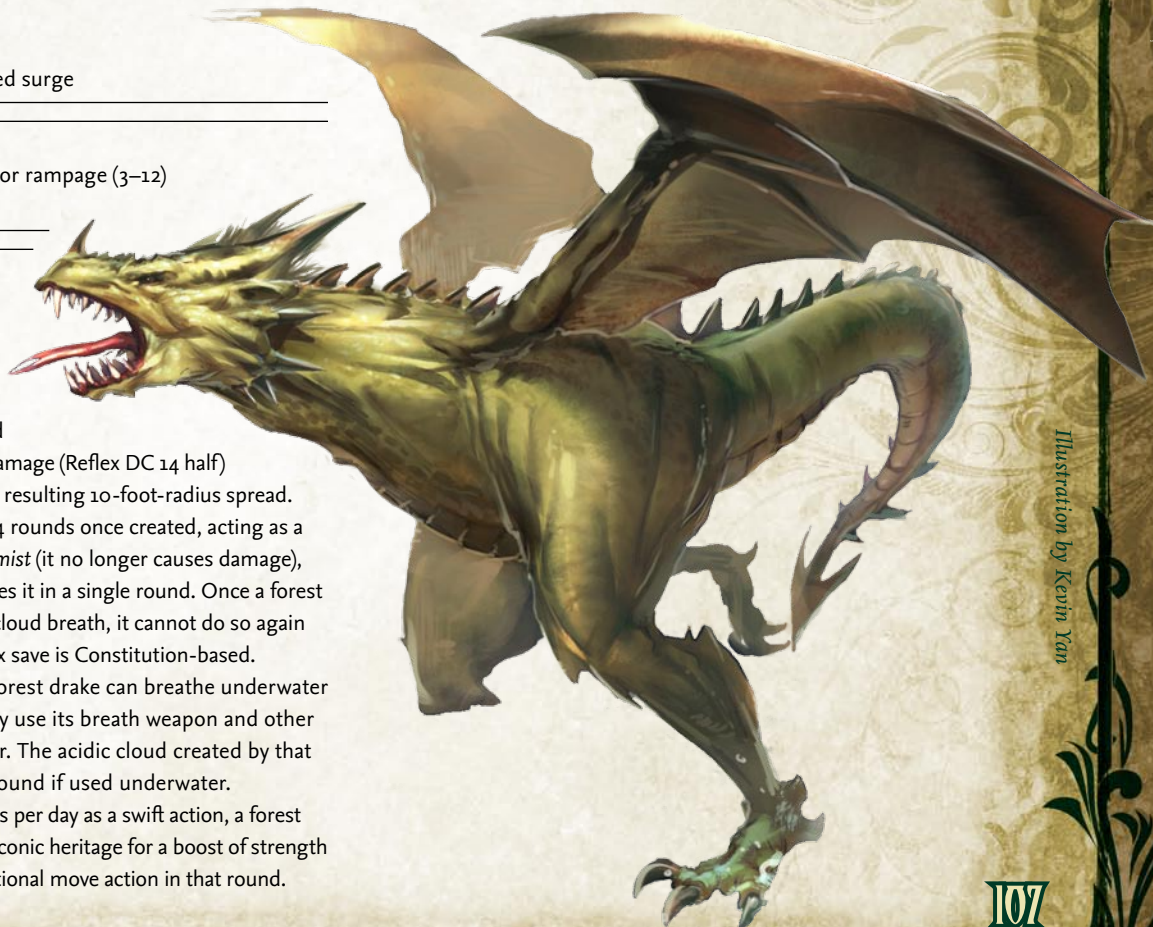 ed surge
or rampage (3–12)
amage (Reflex DC 14 half)
resulting 10-foot-radius spread.
4 rounds once created, acting as a
mist (it no longer causes damage),
es it in a single round. Once a forest
cloud breath, it cannot do so again
x save is Constitution-based.
orest drake can breathe underwater
y use its breath weapon and other
r. The acidic cloud created by that
ound if used underwater.
s per day as a swift action, a forest
conic heritage for a boost of strength
tional move action in that round.
Illustration by Kevin Yan
107